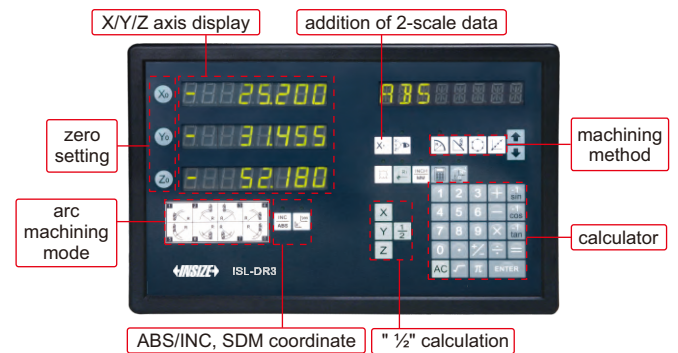 X/Y/Z axis display
addition of 2-scale data
X₀ - 25.200
ABS
Y₀ - 31.455
zero
setting
machining
method
Z₀ - 52.180
arc
machining
mode
INC
ABS
INCH
MM
X
Y ½
Z
1 2 3 + sin
4 5 6 − cos
7 8 9 × tan
0 · +/− ÷ =
AC √ π ENTER
calculator
INSIZE ISL-DR3
ABS/INC, SDM coordinate
" ½" calculation